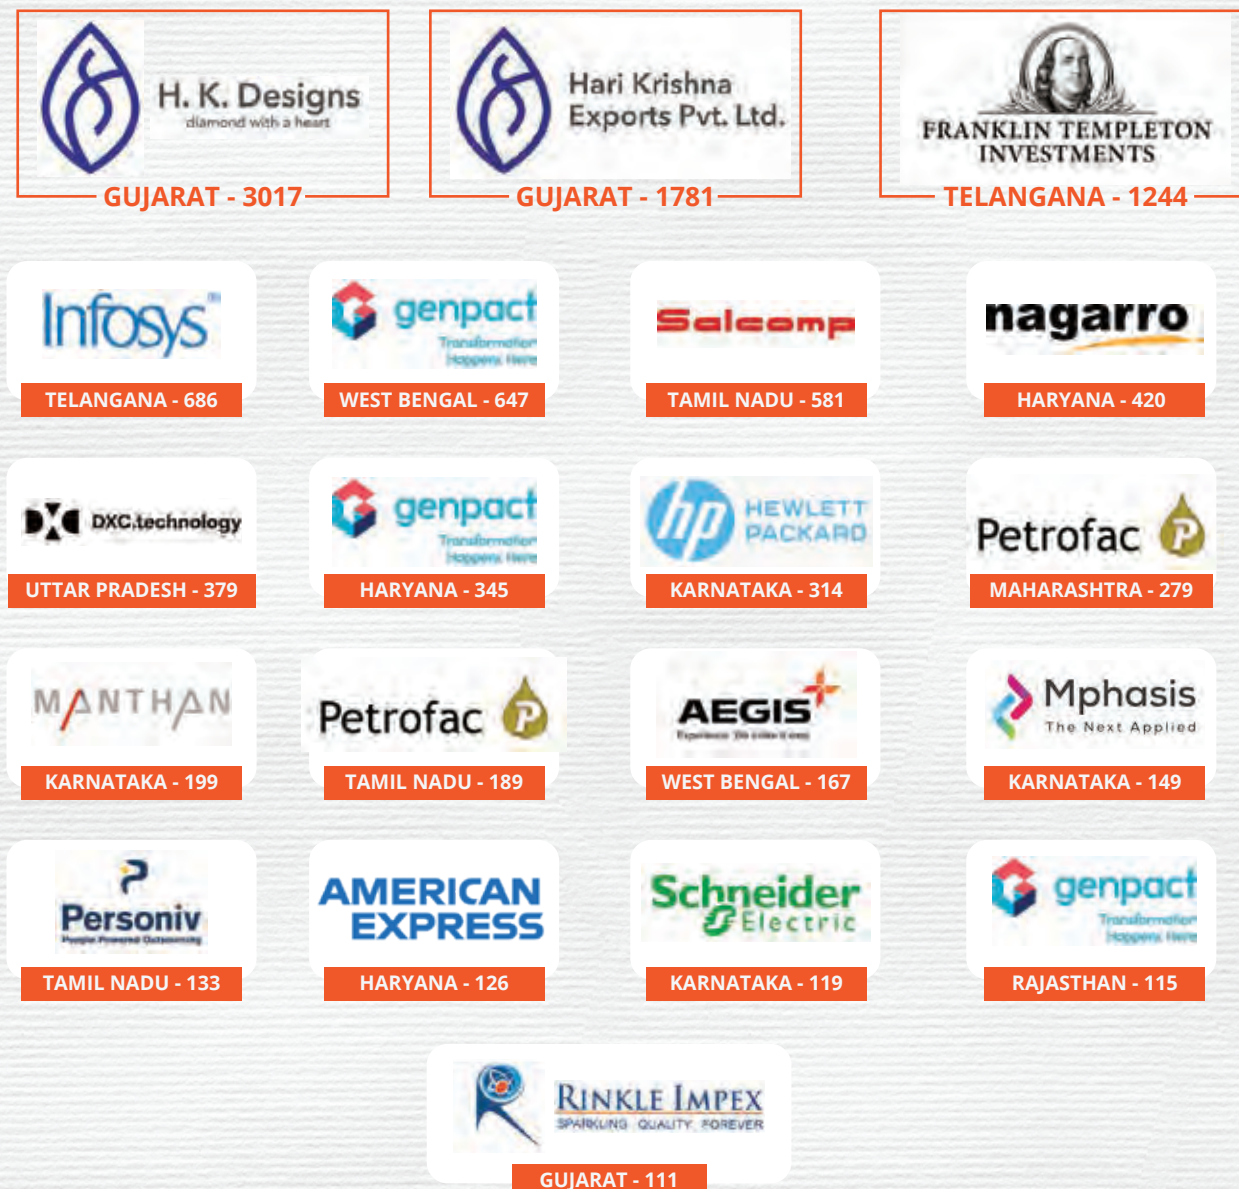 H. K. Designs
diamond with a heart
GUJARAT - 3017
Hari Krishna
Exports Pvt. Ltd.
GUJARAT - 1781
FRANKLIN TEMPLETON
INVESTMENTS
TELANGANA - 1244
Infosys™
TELANGANA - 686
genpact
Transformation
Happens Here
WEST BENGAL - 647
Salcomp
TAMIL NADU - 581
nagarro
HARYANA - 420
DXC.technology
UTTAR PRADESH - 379
genpact
Transformation
Happens Here
HARYANA - 345
hp HEWLETT
PACKARD
KARNATAKA - 314
Petrofac P
MAHARASHTRA - 279
MANTHAN
KARNATAKA - 199
Petrofac P
TAMIL NADU - 189
AEGIS
WEST BENGAL - 167
Mphasis
The Next Applied
KARNATAKA - 149
Personiv
People Powered Outsourcing
TAMIL NADU - 133
AMERICAN
EXPRESS
HARYANA - 126
Schneider
Electric
KARNATAKA - 119
genpact
Transformation
Happens Here
RAJASTHAN - 115
RINKLE IMPEX
SPARKLING QUALITY FOREVER
GUJARAT - 111